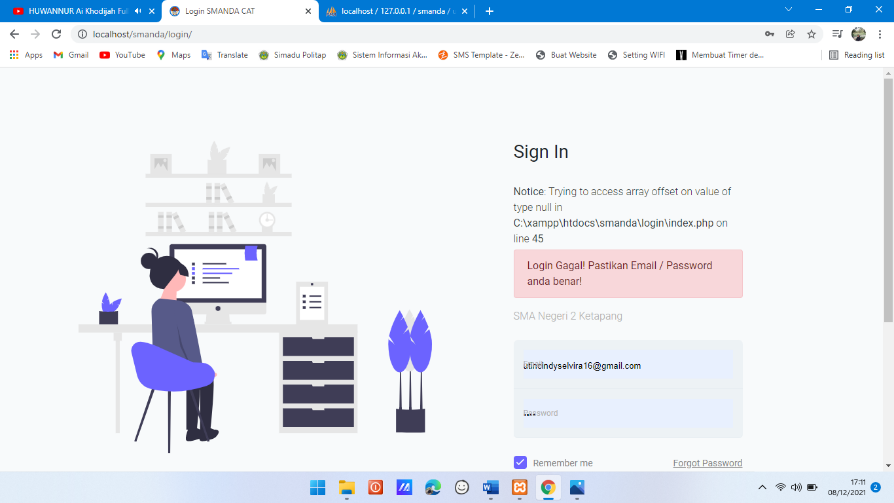 HUWANNUR Ai Khodijah Ful
Login SMANDA CAT
localhost / 127.0.0.1 / smanda / u
localhost/smanda/login/
Apps
Gmail
YouTube
Maps
Translate
Simadu Politap
Sistem Informasi Ak...
SMS Template - Ze...
Buat Website
Setting WIFI
Membuat Timer de...
Reading list
Sign In
Notice: Trying to access array offset on value of
type null in
C:\xampp\htdocs\smanda\login\index.php on
line 45
Login Gagal! Pastikan Email / Password
anda benar!
SMA Negeri 2 Ketapang
utincindyselvira16@gmail.com
Password
Remember me
Forgot Password
17:11
08/12/2021
2